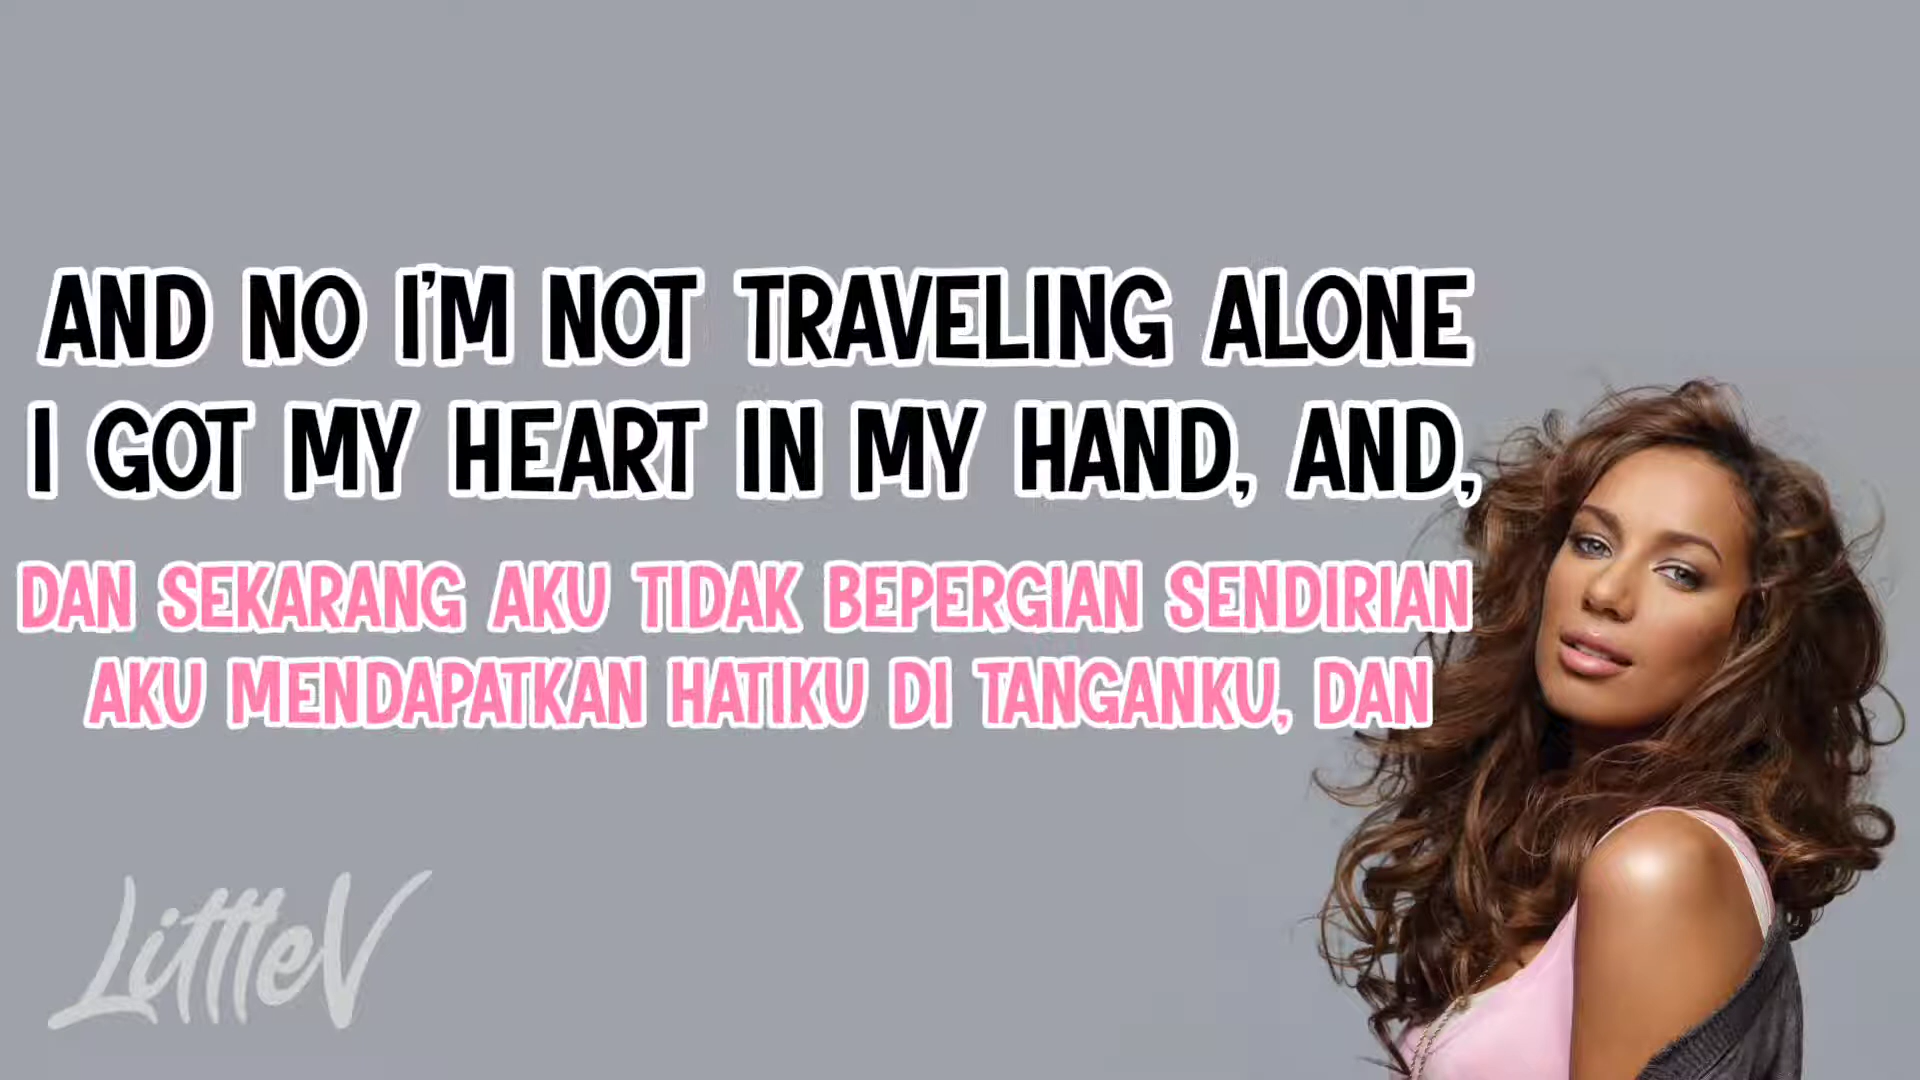 AND NO I'M NOT TRAVELING ALONE
I GOT MY HEART IN MY HAND, AND,
DAN SEKARANG AKU TIDAK BEPERGIAN SENDIRIAN
AKU MENDAPATKAN HATIKU DI TANGANKU, DAN
LittleV